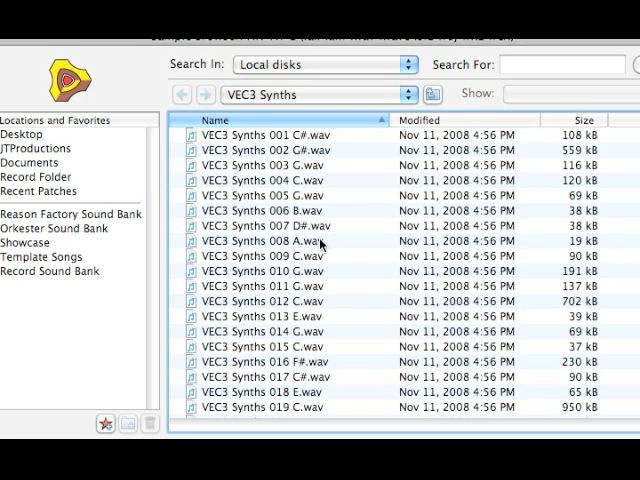 Search In: Local disks Search For:
VEC3 Synths Show:
Locations and Favorites
Desktop
JTProductions
Documents
Record Folder
Recent Patches
Reason Factory Sound Bank
Orkester Sound Bank
Showcase
Template Songs
Record Sound Bank
Name Modified Size
VEC3 Synths 001 C#.wav Nov 11, 2008 4:56 PM 108 kB
VEC3 Synths 002 G#.wav Nov 11, 2008 4:56 PM 559 kB
VEC3 Synths 003 G.wav Nov 11, 2008 4:56 PM 116 kB
VEC3 Synths 004 C.wav Nov 11, 2008 4:56 PM 120 kB
VEC3 Synths 005 G.wav Nov 11, 2008 4:56 PM 69 kB
VEC3 Synths 006 B.wav Nov 11, 2008 4:56 PM 38 kB
VEC3 Synths 007 D#.wav Nov 11, 2008 4:56 PM 38 kB
VEC3 Synths 008 A.wav Nov 11, 2008 4:56 PM 19 kB
VEC3 Synths 009 C.wav Nov 11, 2008 4:56 PM 90 kB
VEC3 Synths 010 G.wav Nov 11, 2008 4:56 PM 191 kB
VEC3 Synths 011 G.wav Nov 11, 2008 4:56 PM 137 kB
VEC3 Synths 012 C.wav Nov 11, 2008 4:56 PM 702 kB
VEC3 Synths 013 E.wav Nov 11, 2008 4:56 PM 39 kB
VEC3 Synths 014 G.wav Nov 11, 2008 4:56 PM 69 kB
VEC3 Synths 015 C.wav Nov 11, 2008 4:56 PM 37 kB
VEC3 Synths 016 F#.wav Nov 11, 2008 4:56 PM 230 kB
VEC3 Synths 017 C#.wav Nov 11, 2008 4:56 PM 90 kB
VEC3 Synths 018 E.wav Nov 11, 2008 4:56 PM 65 kB
VEC3 Synths 019 C.wav Nov 11, 2008 4:56 PM 950 kB